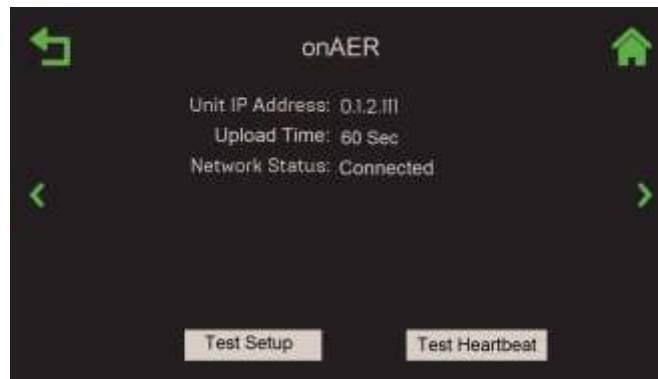 onAER
Unit IP Address: 0.1.2.111
Upload Time: 60 Sec
Network Status: Connected
Test Setup
Test Heartbeat